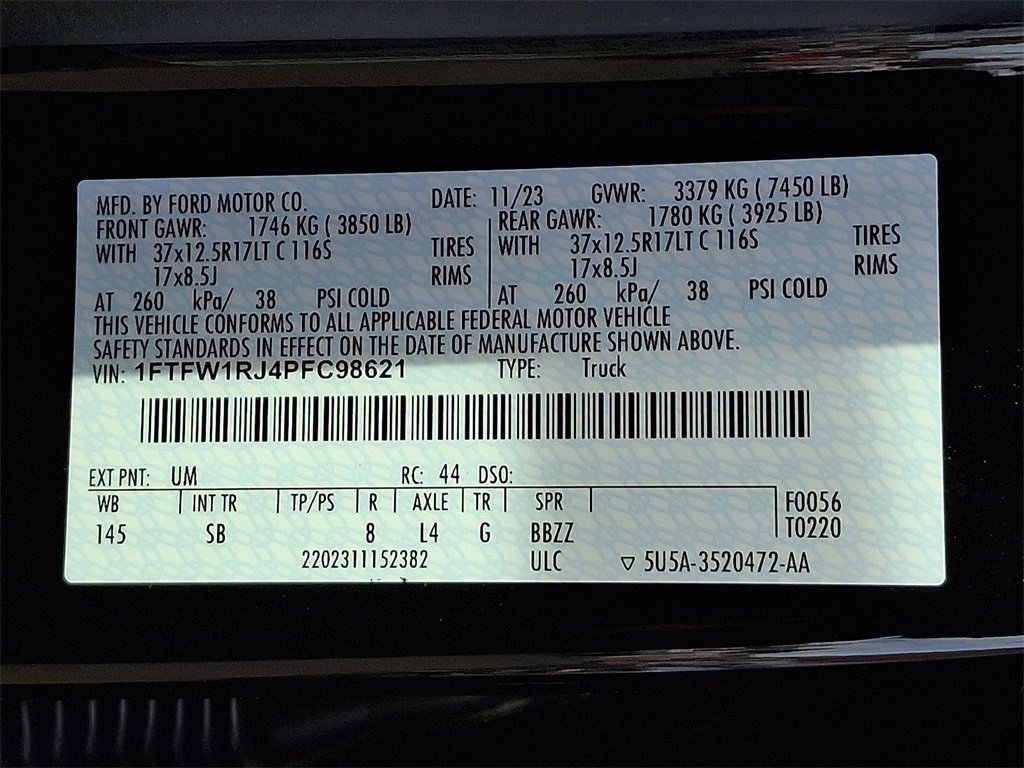 MFD. BY FORD MOTOR CO. DATE: 11/23 GVWR: 3379 KG ( 7450 LB)
FRONT GAWR: 1746 KG ( 3850 LB) REAR GAWR: 1780 KG ( 3925 LB)
WITH 37x12.5R17LT C 116S TIRES WITH 37x12.5R17LT C 116S TIRES
17x8.5J RIMS 17x8.5J RIMS
AT 260 kPa/ 38 PSI COLD AT 260 kPa/ 38 PSI COLD
THIS VEHICLE CONFORMS TO ALL APPLICABLE FEDERAL MOTOR VEHICLE
SAFETY STANDARDS IN EFFECT ON THE DATE OF MANUFACTURE SHOWN ABOVE.
VIN: 1FTFW1RJ4PFC98621 TYPE: Truck
EXT PNT: UM RC: 44 DSO:
WB INT TR TP/PS R AXLE TR SPR F0056
145 SB 8 L4 G BBZZ T0220
2202311152382 ULC ▽ 5U5A-3520472-AA